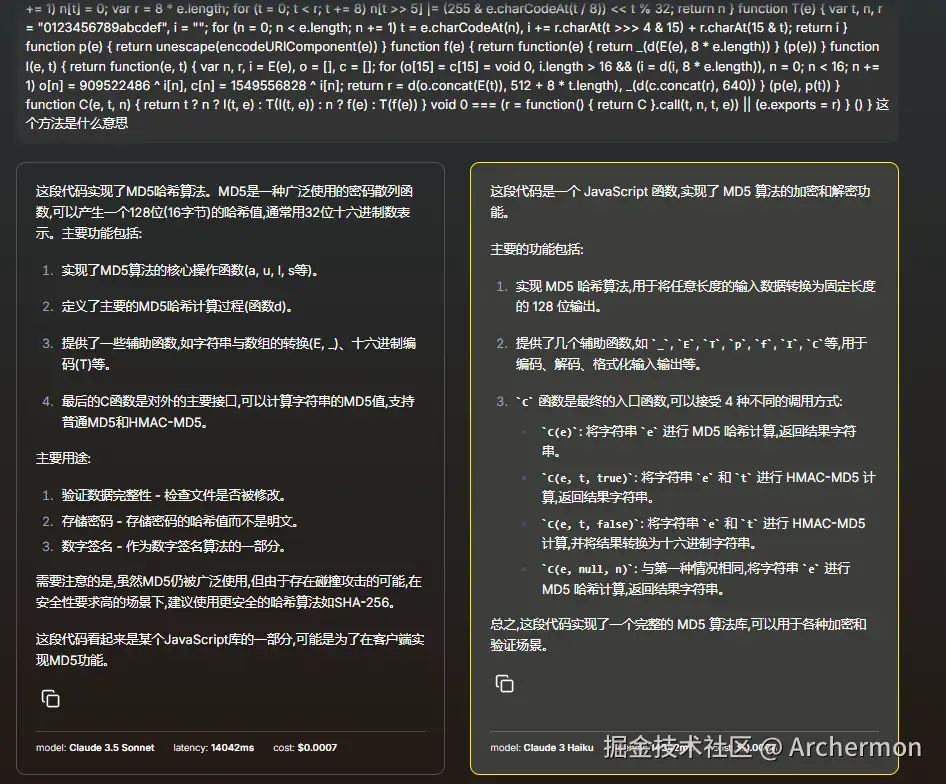 += 1) n[t] = 0; var r = 8 * e.length; for (t = 0; t < r; t += 8) n[t >> 5] |= (255 & e.charCodeAt(t / 8)) << t % 32; return n } function T(e) { var t, n, r
= "0123456789abcdef", i = ""; for (n = 0; n < e.length; n += 1) t = e.charCodeAt(n), i += r.charAt(t >>> 4 & 15) + r.charAt(15 & t); return i }
function p(e) { return unescape(encodeURIComponent(e)) } function f(e) { return function(e) { return _(d(E(e), 8 * e.length)) } (p(e)) } function
I(e, t) { return function(e, t) { var n, r, i = E(e), o = [], c = []; for (o[15] = c[15] = void 0, i.length > 16 && (i = d(i, 8 * e.length)), n = 0; n < 16; n +=
1) o[n] = 909522486 ^ i[n], c[n] = 1549556828 ^ i[n]; return r = d(o.concat(E(t)), 512 + 8 * t.length), _(d(c.concat(r), 640)) } (p(e), p(t)) }
function C(e, t, n) { return t ? n ? I(t, e) : T(I(t, e)) : n ? f(e) : T(f(e)) } void 0 === (r = function() { return C }.call(t, n, t, e)) || (e.exports = r) } () } 这
个方法是什么意思
这段代码实现了MD5哈希算法。MD5是一种广泛使用的密码散列函
数,可以产生一个128位(16字节)的哈希值,通常用32位十六进制数表
示。主要功能包括:
1. 实现了MD5算法的核心操作函数(a, u, l, s等)。
2. 定义了主要的MD5哈希计算过程(函数d)。
3. 提供了一些辅助函数,如字符串与数组的转换(E, _)、十六进制编
码(T)等。
4. 最后的C函数是对外的主要接口,可以计算字符串的MD5值,支持
普通MD5和HMAC-MD5。
主要用途:
1. 验证数据完整性 - 检查文件是否被修改。
2. 存储密码 - 存储密码的哈希值而不是明文。
3. 数字签名 - 作为数字签名算法的一部分。
需要注意的是,虽然MD5仍被广泛使用,但由于存在碰撞攻击的可能,在
安全性要求高的场景下,建议使用更安全的哈希算法如SHA-256。
这段代码看起来是某个JavaScript库的一部分,可能是为了在客户端实
现MD5功能。
model: Claude 3.5 Sonnet latency: 14042ms cost: $0.0007
这段代码是一个 JavaScript 函数,实现了 MD5 算法的加密和解密功
能。
主要的功能包括:
1. 实现 MD5 哈希算法,用于将任意长度的输入数据转换为固定长度
的 128 位输出。
2. 提供了几个辅助函数,如 `_`,`E`,`T`,`p`,`f`,`I`,`C`等,用于
编码、解码、格式化输入输出等。
3. `C` 函数是最终的入口函数,可以接受 4 种不同的调用方式:
`C(e)`: 将字符串 `e` 进行 MD5 哈希计算,返回结果字符
串。
`C(e, t, true)`: 将字符串 `e` 和 `t` 进行 HMAC-MD5 计
算,返回结果字符串。
`C(e, t, false)`: 将字符串 `e` 和 `t` 进行 HMAC-MD5
计算,并将结果转换为十六进制字符串。
`C(e, null, n)`: 与第一种情况相同,将字符串 `e` 进行
MD5 哈希计算,返回结果字符串。
总之,这段代码实现了一个完整的 MD5 算法库,可以用于各种加密和
验证场景。
model: Claude 3 Haiku
掘金技术社区 @ Archermon